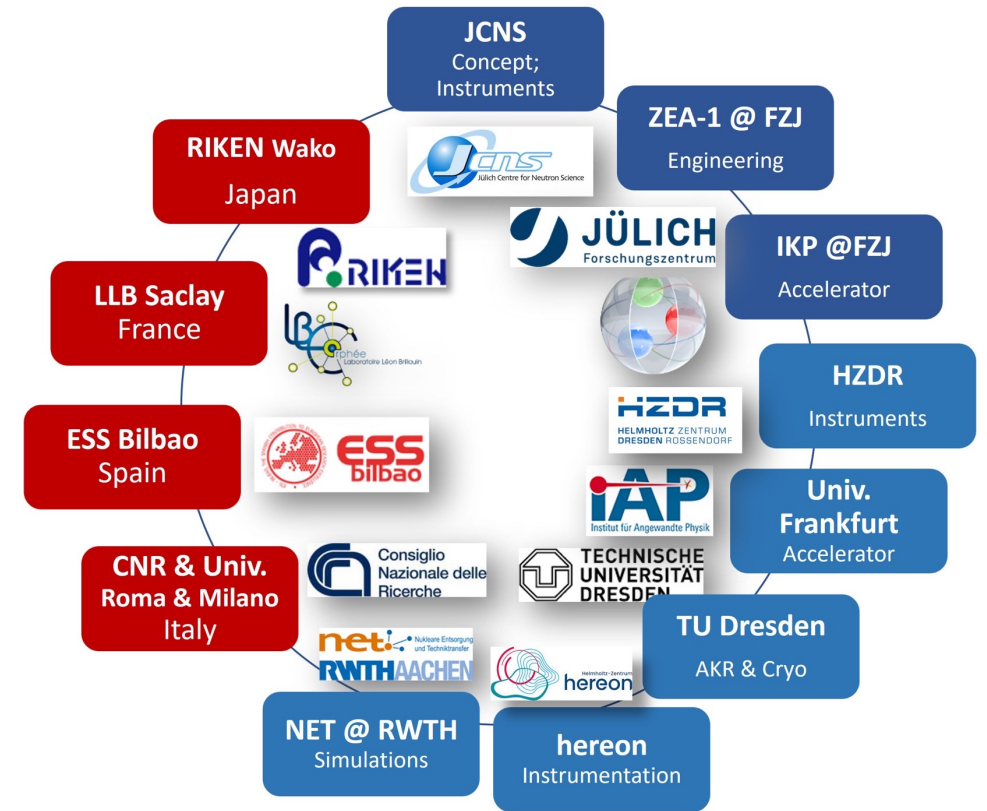 JCNS
Concept;
Instruments
ZEA-1 @ FZJ
Engineering
IKP @FZJ
Accelerator
HZDR
Instruments
Univ.
Frankfurt
Accelerator
TU Dresden
AKR & Cryo
hereon
Instrumentation
NET @ RWTH
Simulations
CNR & Univ.
Roma & Milano
Italy
ESS Bilbao
Spain
LLB Saclay
France
RIKEN Wako
Japan
JCNS
Jülich Centre for Neutron Science
JÜLICH
Forschungszentrum
RIKEN
LLB
Orphée
Laboratoire Léon Brillouin
HZDR
HELMHOLTZ ZENTRUM
DRESDEN ROSSENDORF
ESS
bilbao
iAP
Institut für Angewandte Physik
Consiglio
Nazionale delle
Ricerche
TECHNISCHE
UNIVERSITÄT
DRESDEN
net
Nukleare Entsorgung
und Techniktransfer
RWTHAACHEN
Helmholtz-Zentrum
hereon